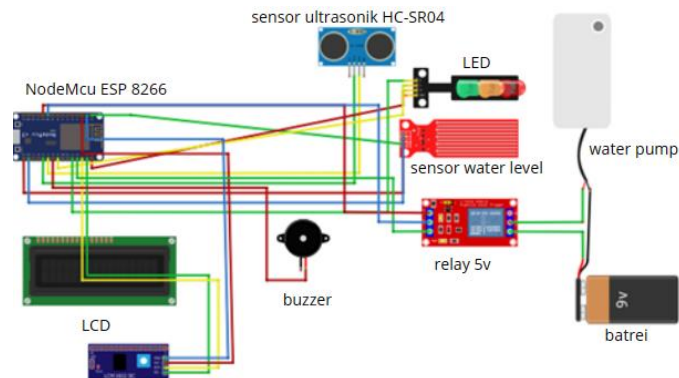 sensor ultrasonik HC-SR04
LED
NodeMcu ESP 8266
water pump
sensor water level
relay 5v
buzzer
9v
LCD
batrei